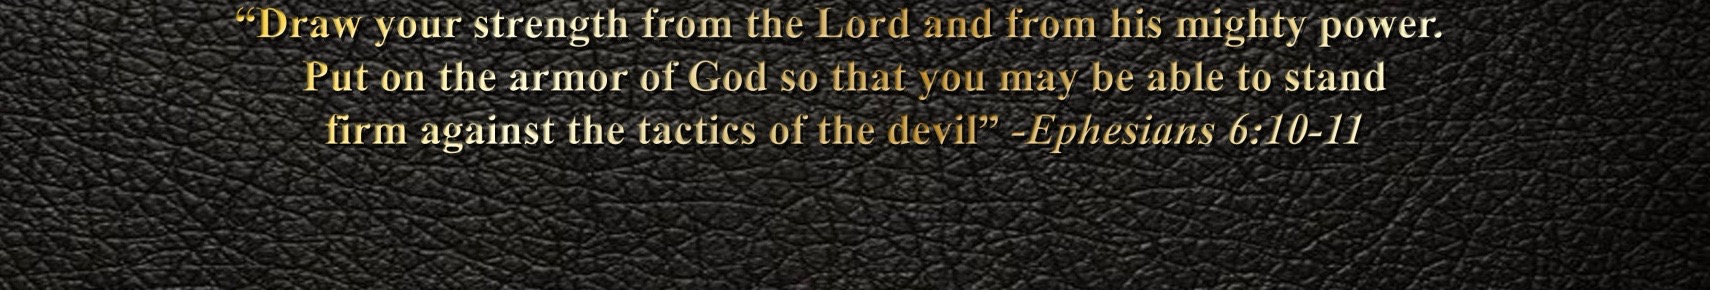 “Draw your strength from the Lord and from his mighty power.
Put on the armor of God so that you may be able to stand
firm against the tactics of the devil” -Ephesians 6:10-11